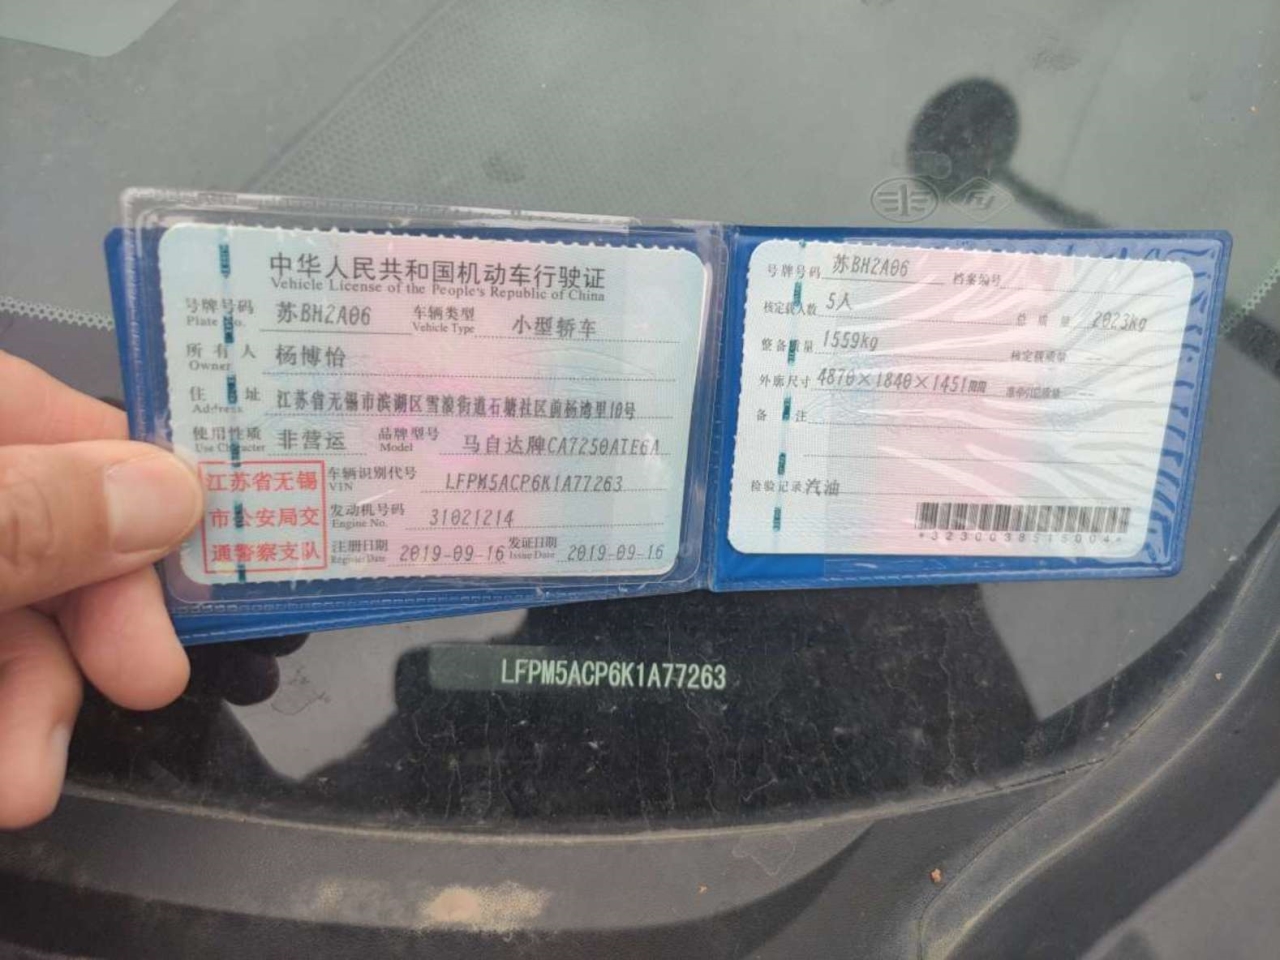 中华人民共和国机动车行驶证
Vehicle License of the People's Republic of China
号牌号码 苏BH2A06 车辆类型 小型轿车
Plate No. Vehicle Type
所有人 杨博怡
Owner
住址 江苏省无锡市滨湖区雪浪街道石塘社区前杨湾里10号
Address
使用性质 非营运 品牌型号 马自达牌CA7250ATE6A
Use Character Model
江苏省无锡
市公安局交
通警察支队
车辆识别代号 LFPM5ACP6K1A77263
VIN
发动机号码 31021214
Engine No.
注册日期 2019-09-16 发证日期 2019-09-16
Register Date Issue Date
号牌号码 苏BH2A06 档案编号
核定载人数 5人 总质量 2023kg
整备质量 1559kg 核定载质量 --
外廓尺寸 4870×1840×1451mm 准牵引总质量 --
备注
检验记录 汽油
*3230038515004*
LFPM5ACP6K1A77263